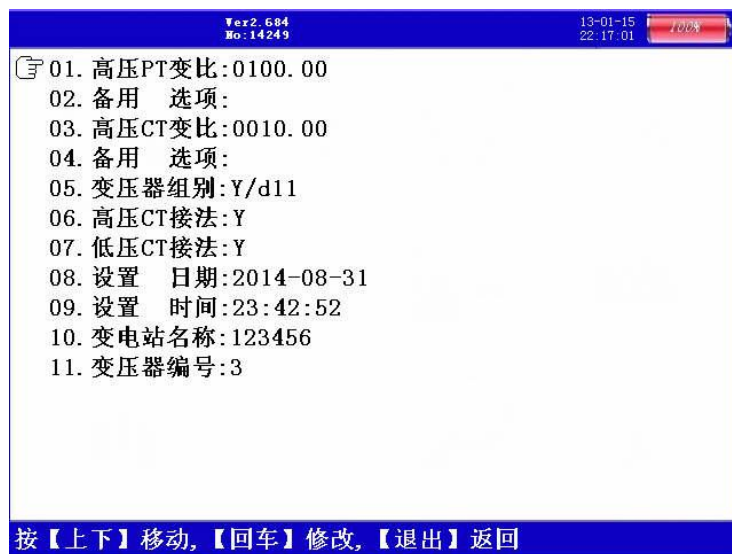 Ver2.684
No:14249
13-01-15
22:17:01
100%
01.高压PT变比:0100.00
02.备用 选项:
03.高压CT变比:0010.00
04.备用 选项:
05.变压器组别:Y/d11
06.高压CT接法:Y
07.低压CT接法:Y
08.设置 日期:2014-08-31
09.设置 时间:23:42:52
10.变电站名称:123456
11.变压器编号:3
按【上下】移动,【回车】修改,【退出】返回